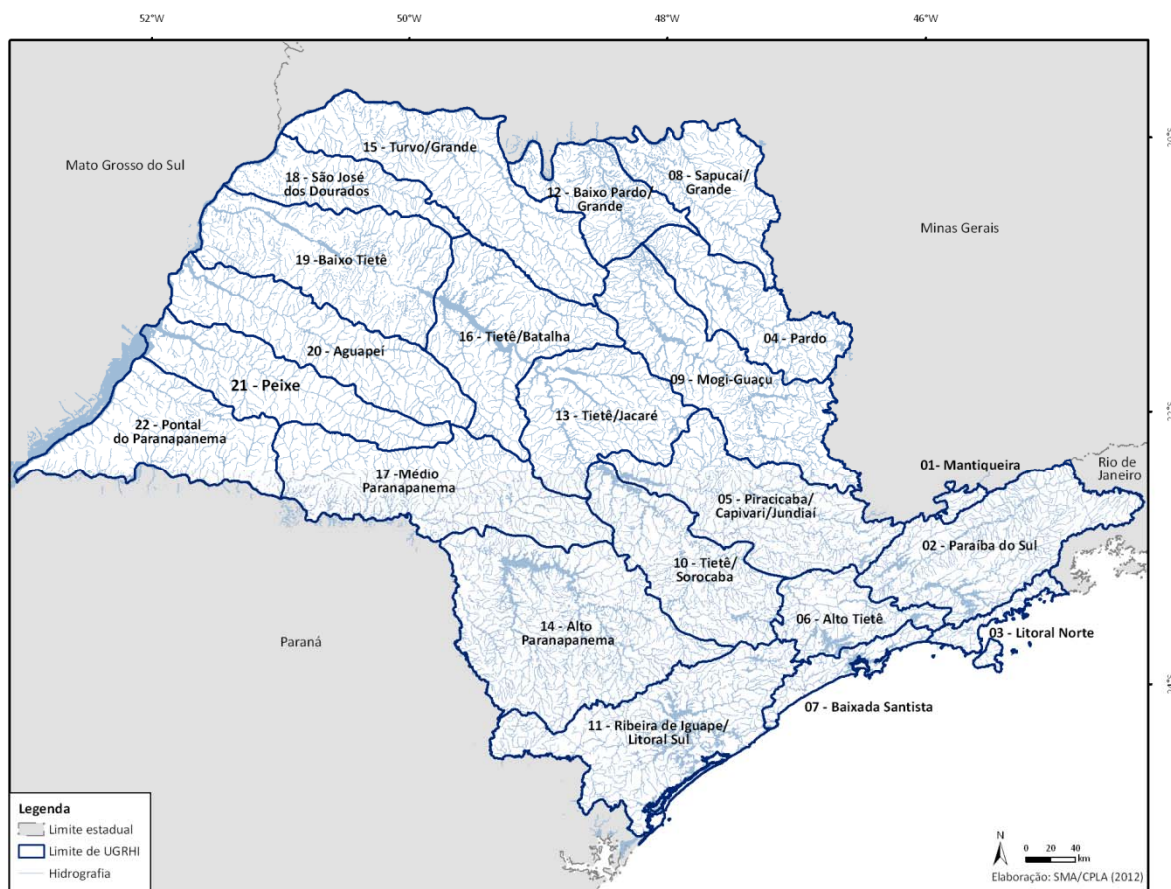 52°W
50°W
48°W
46°W
20°S
Mato Grosso do Sul
15 - Turvo/Grande
18 - São José
dos Dourados
12 - Baixo Pardo/
Grande
08 - Sapucaí/
Grande
Minas Gerais
19 -Baixo Tietê
16 - Tietê/Batalha
04 - Pardo
20 - Aguapeí
09 - Mogi-Guaçu
21 - Peixe
13 - Tietê/Jacaré
22°S
22 - Pontal
do Paranapanema
17 -Médio
Paranapanema
01- Mantiqueira
Rio de
Janeiro
05 - Piracicaba/
Capivari/Jundiaí
02 - Paraíba do Sul
10 - Tietê/
Sorocaba
06 - Alto Tietê
14 - Alto
Paranapanema
03 - Litoral Norte
Paraná
24°S
07 - Baixada Santista
11 - Ribeira de Iguape/
Litoral Sul
Legenda
Limite estadual
Limite de UGRHI
Hidrografia
N
0 20 40
km
Elaboração: SMA/CPLA (2012)